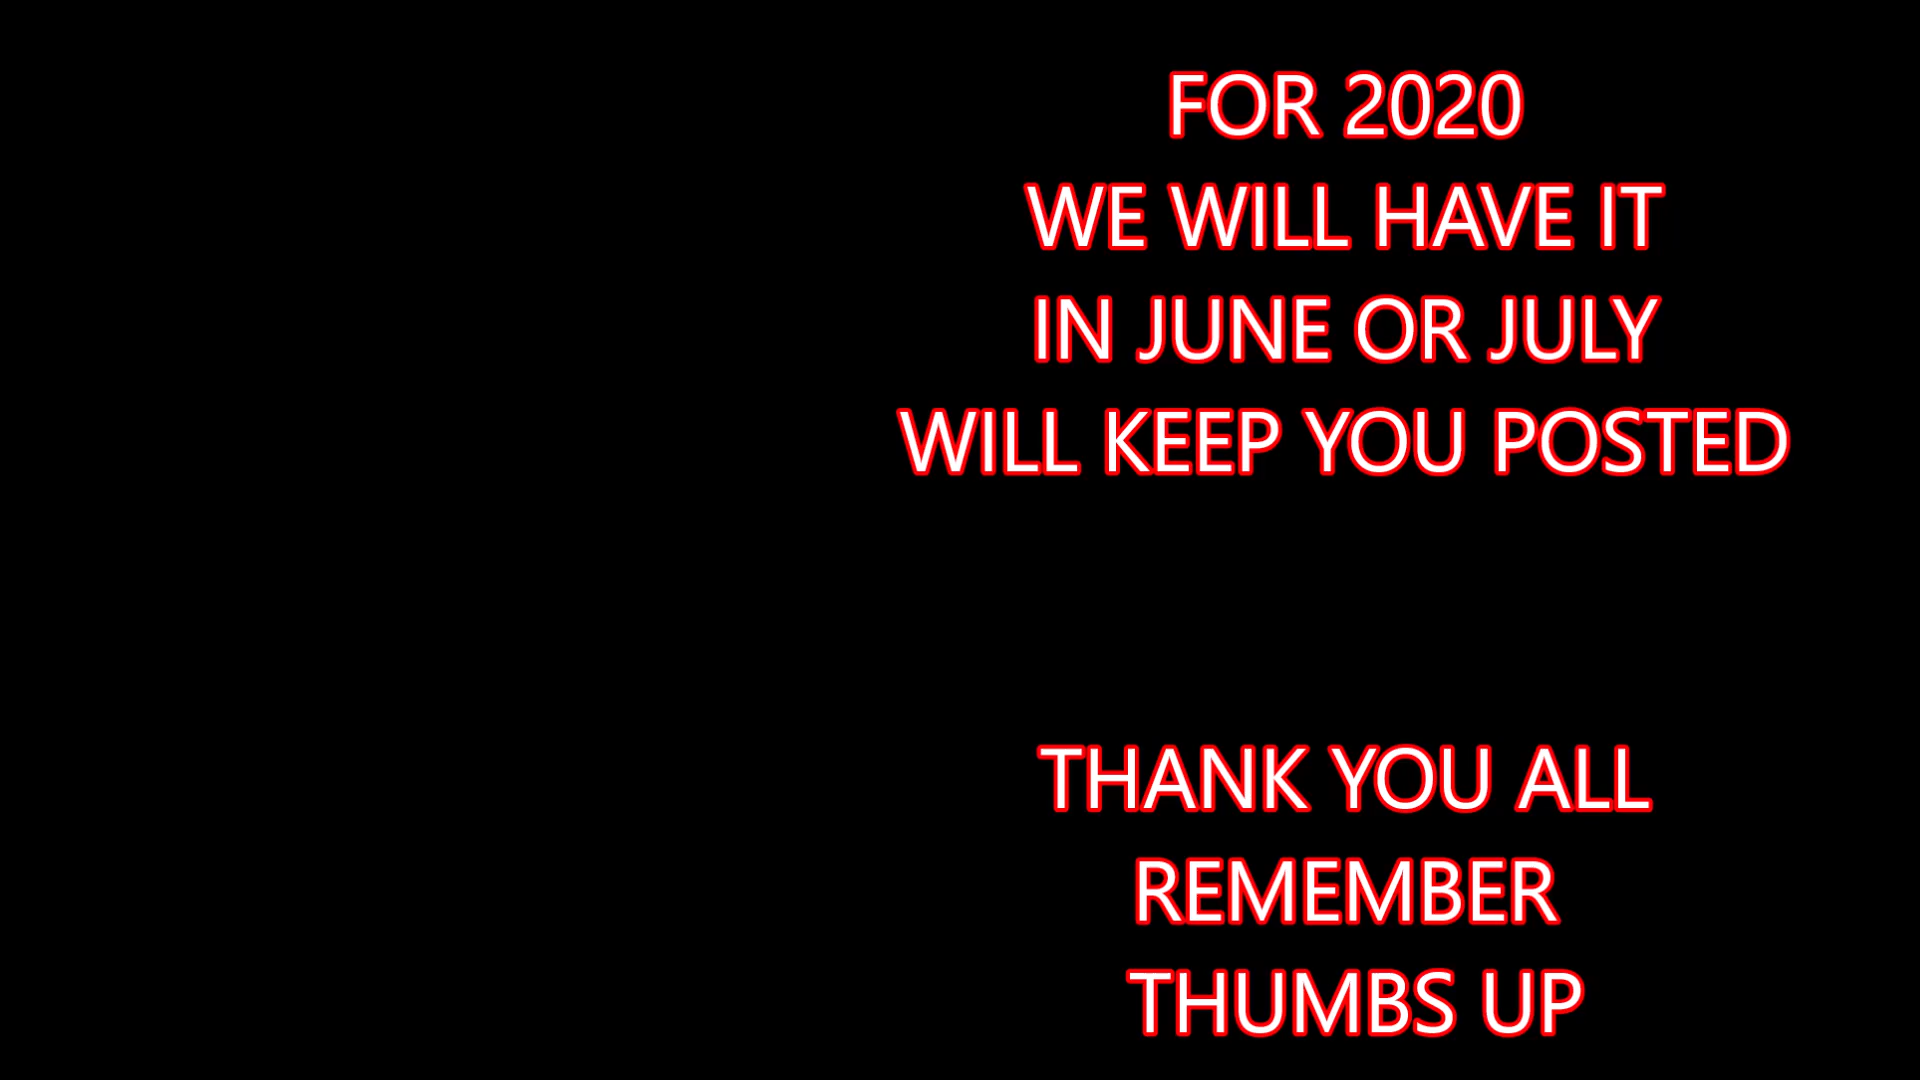 FOR 2020
WE WILL HAVE IT
IN JUNE OR JULY
WILL KEEP YOU POSTED
THANK YOU ALL
REMEMBER
THUMBS UP